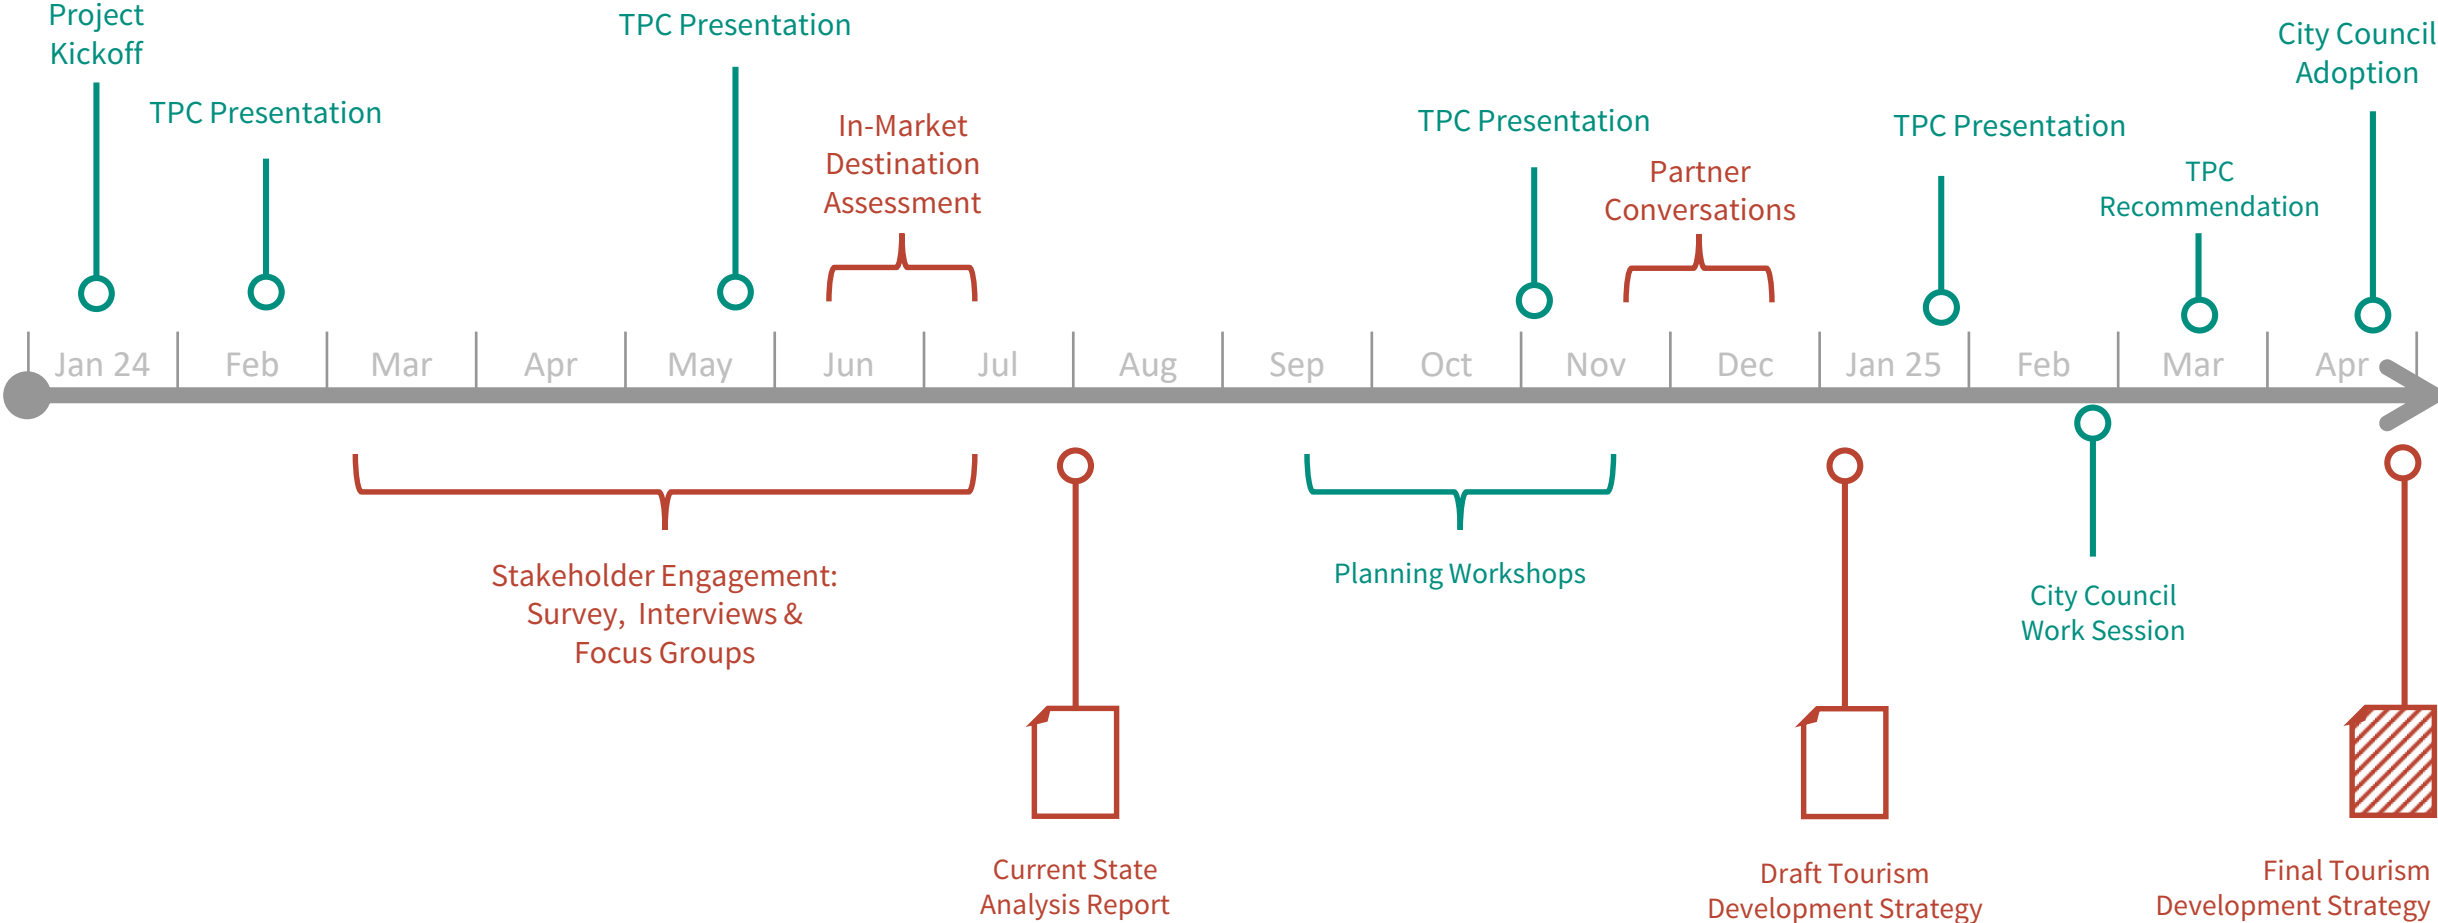 Project
Kickoff
TPC Presentation
TPC Presentation
In-Market
Destination
Assessment
TPC Presentation
Partner
Conversations
TPC Presentation
TPC
Recommendation
City Council
Adoption
Jan 24
Feb
Mar
Apr
May
Jun
Jul
Aug
Sep
Oct
Nov
Dec
Jan 25
Feb
Mar
Apr
Stakeholder Engagement:
Survey, Interviews &
Focus Groups
Planning Workshops
City Council
Work Session
Current State
Analysis Report
Draft Tourism
Development Strategy
Final Tourism
Development Strategy